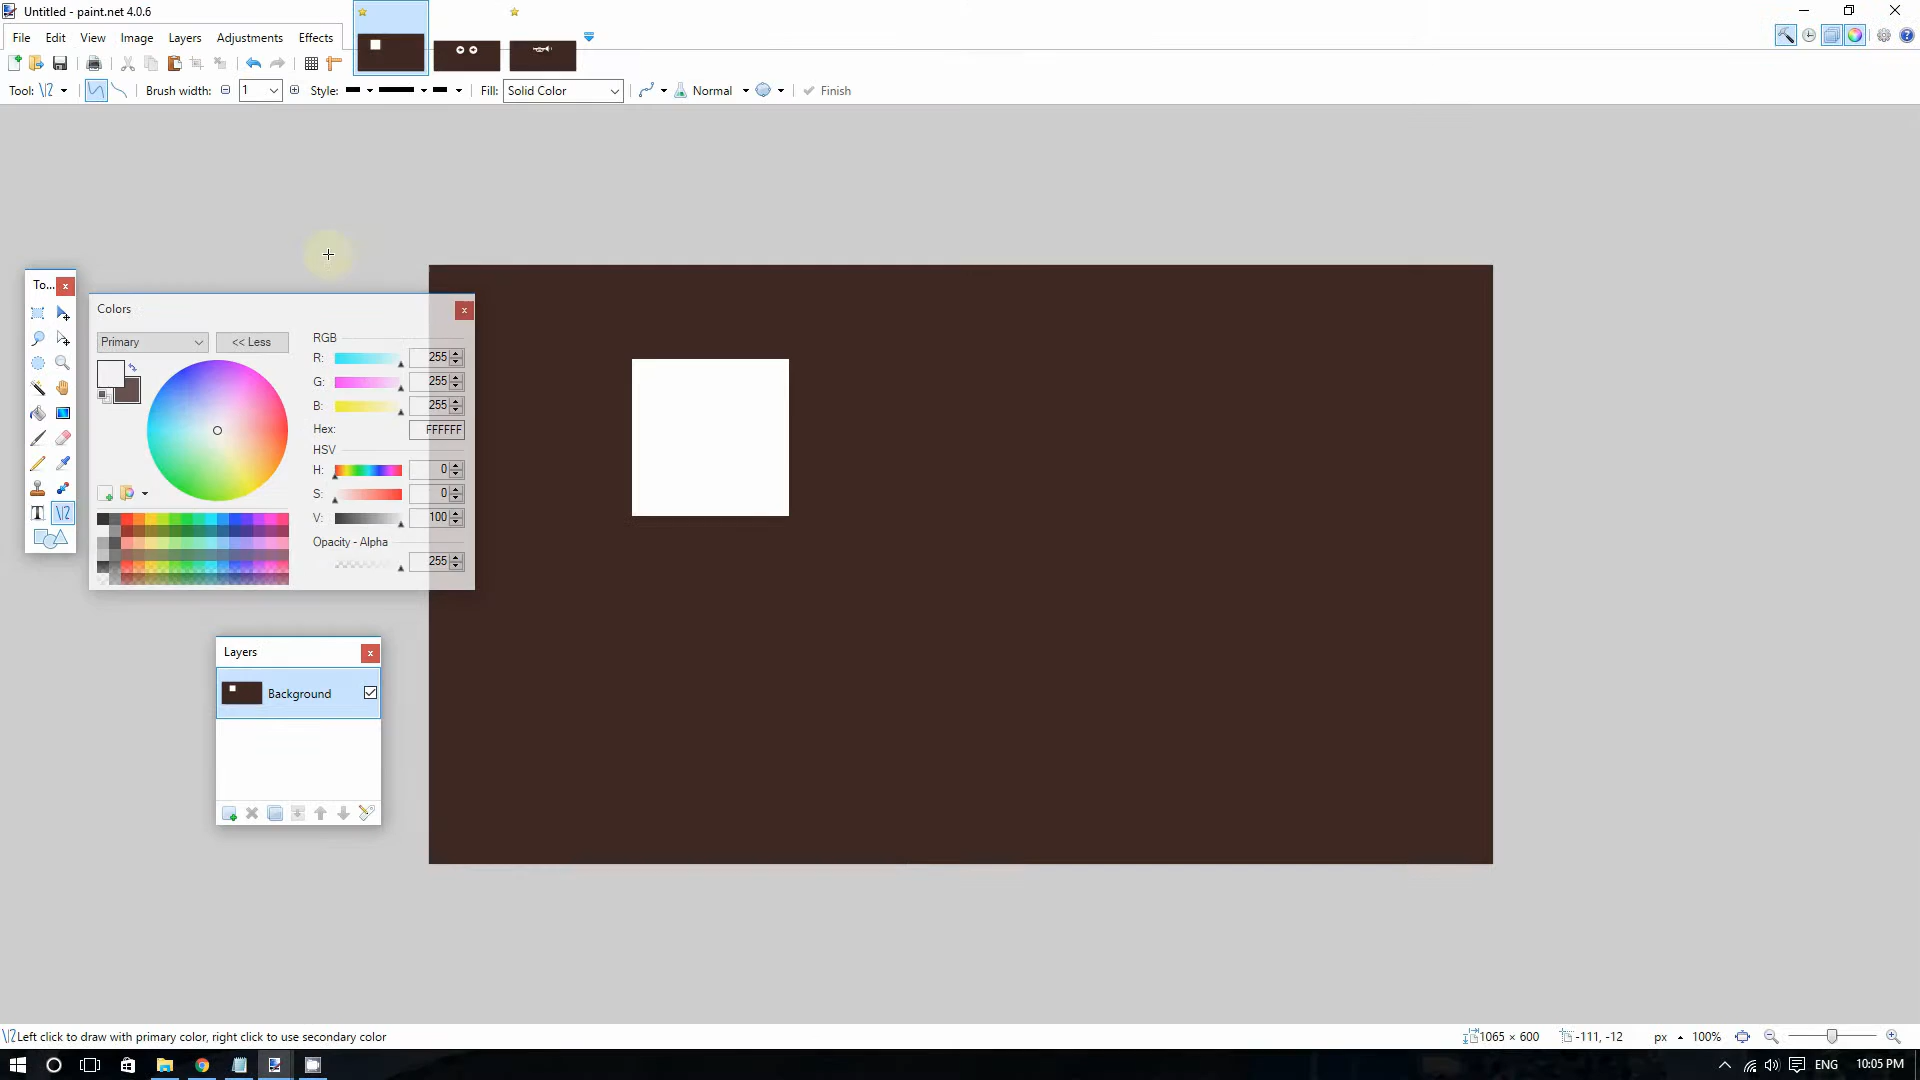 Untitled - paint.net 4.0.6
File Edit View Image Layers Adjustments Effects
Tool: Brush width: 1 Style: Fill: Solid Color Normal Finish
To...
Colors
Primary << Less
RGB
R: 255
G: 255
B: 255
Hex: FFFFFF
HSV
H: 0
S: 0
V: 100
Opacity - Alpha
255
Layers
Background
Left click to draw with primary color, right click to use secondary color 1065 x 600 -111, -12 px 100%
ENG 10:05 PM